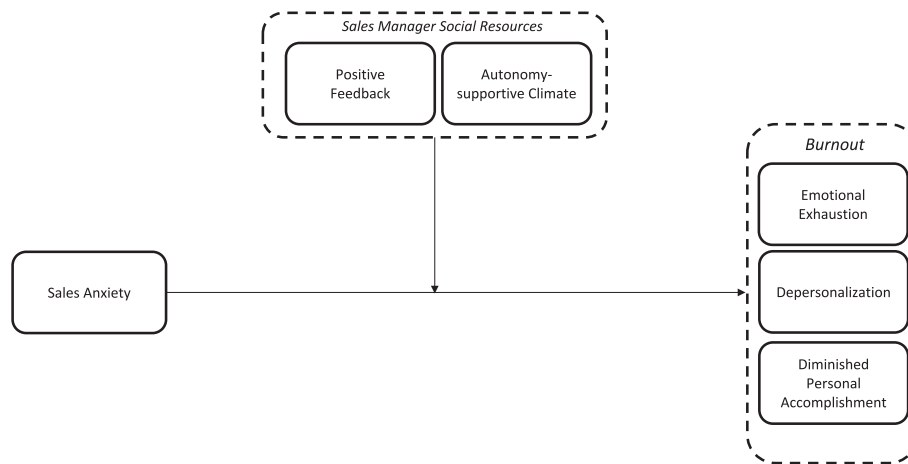 Sales Manager Social Resources
Positive
Feedback
Autonomy-
supportive Climate
Burnout
Emotional
Exhaustion
Sales Anxiety
Depersonalization
Diminished
Personal
Accomplishment